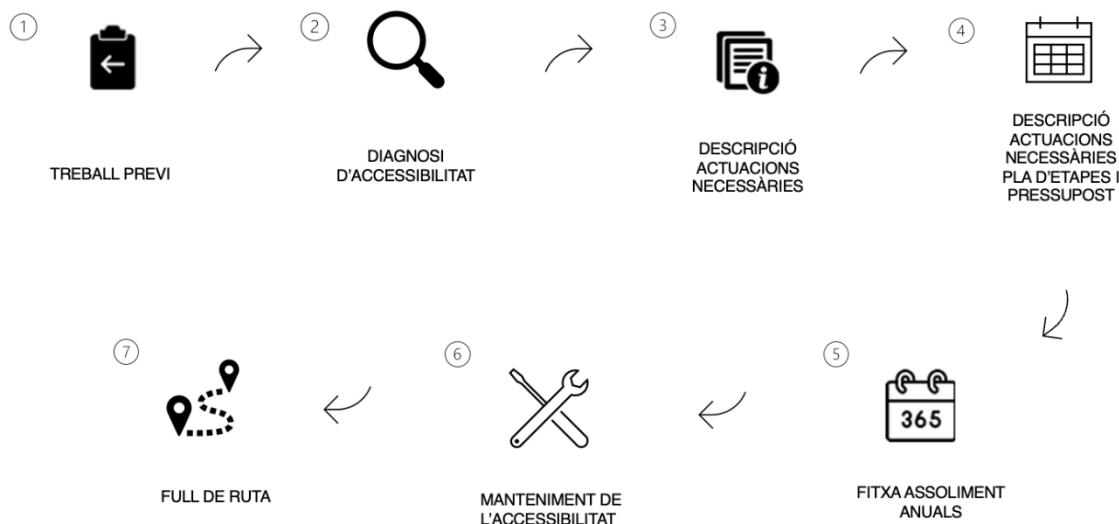 1
TREBALL PREVI
2
DIAGNOSI
D'ACCESSIBILITAT
3
DESCRIPCIÓ
ACTUACIONS
NECESSÀRIES
4
DESCRIPCIÓ
ACTUACIONS
NECESSÀRIES
PLA D'ETAPES I
PRESSUPOST
5
365
FITXA ASSOLIMENT
ANUALS
6
MANTENIMENT DE
L'ACCESSIBILITAT
7
FULL DE RUTA